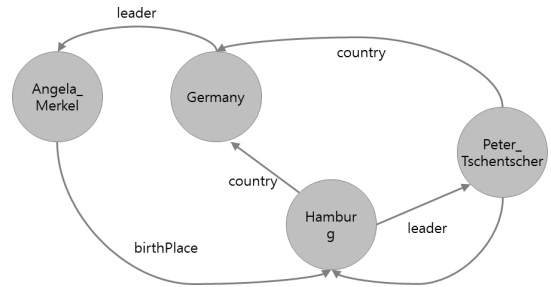 leader
country
Angela_
Merkel
Germany
Peter_
Tschentscher
country
Hambur
g
leader
birthPlace